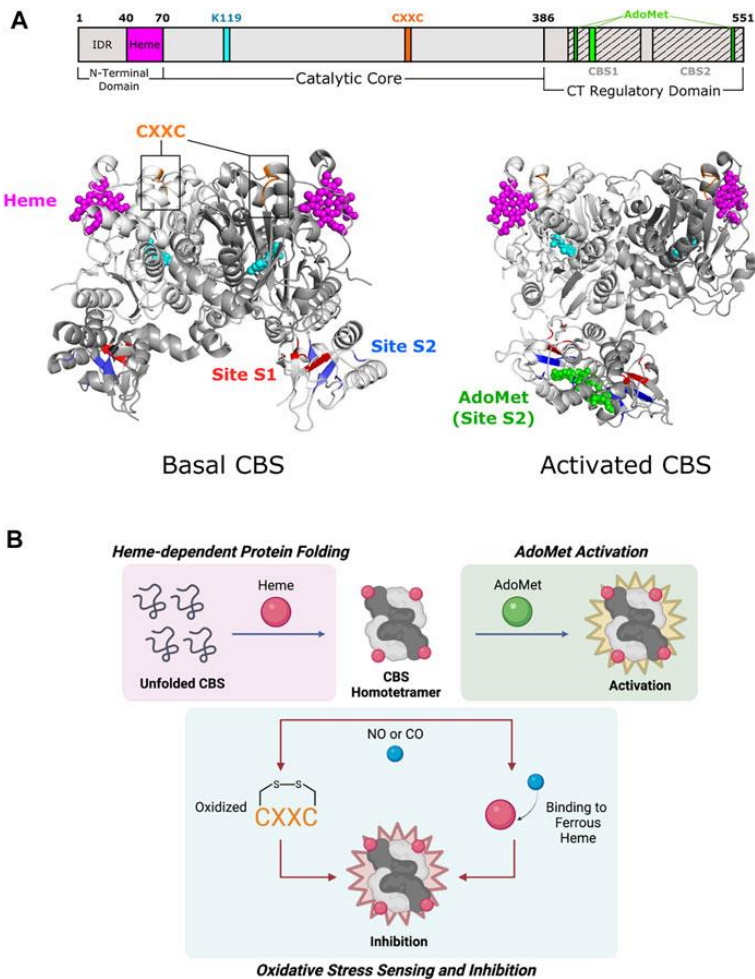 A
1 40 70 K119 CXXC 386 AdoMet 551
IDR Heme CBS1 CBS2
N-Terminal
Domain
Catalytic Core
CT Regulatory Domain
CXXC
Heme
Site S1
Site S2
AdoMet
(Site S2)
Basal CBS
Activated CBS
B
Heme-dependent Protein Folding
AdoMet Activation
Heme
AdoMet
Unfolded CBS
CBS
Homotetramer
Activation
NO or CO
S S
Oxidized
CXXC
Binding to
Ferrous
Heme
Inhibition
Oxidative Stress Sensing and Inhibition